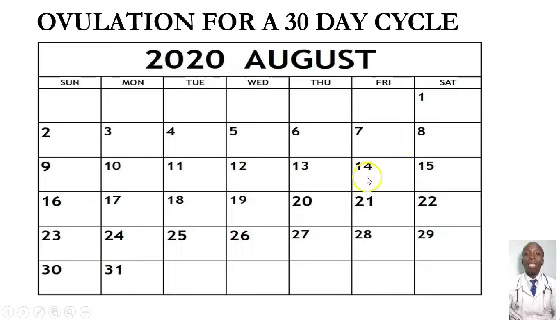 OVULATION FOR A 30 DAY CYCLE
2020 AUGUST
SUN MON TUE WED THU FRI SAT
1
2 3 4 5 6 7 8
9 10 11 12 13 14 15
16 17 18 19 20 21 22
23 24 25 26 27 28 29
30 31